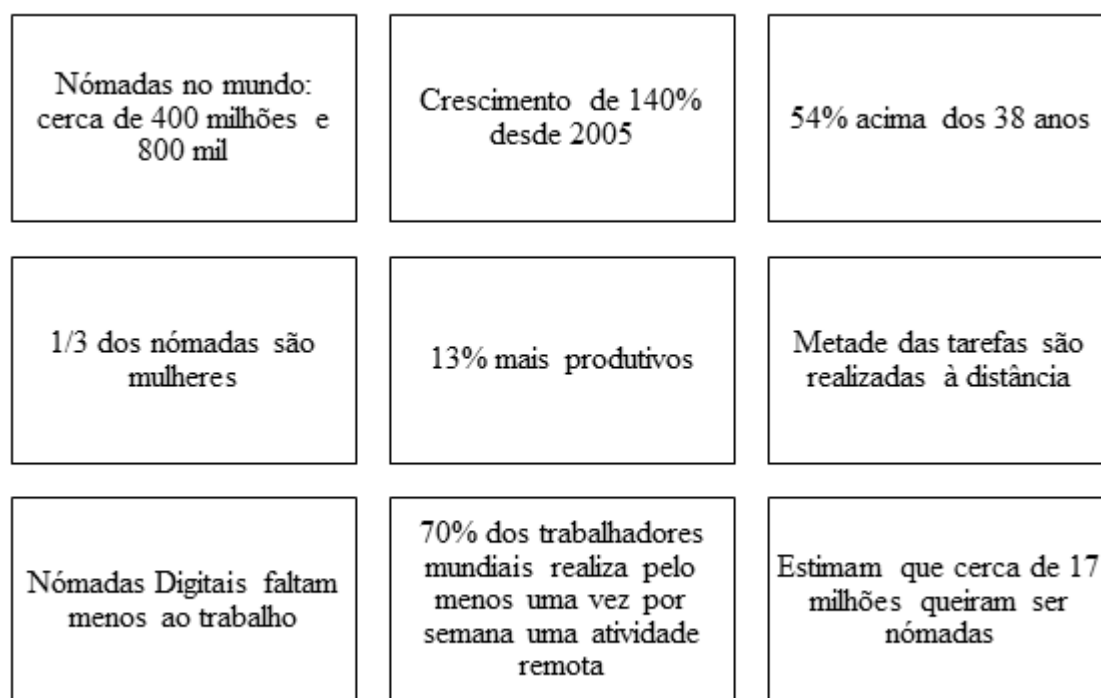 Nómadas no mundo:
cerca de 400 milhões e
800 mil
Crescimento de 140%
desde 2005
54% acima dos 38 anos
1/3 dos nómadas são
mulheres
13% mais produtivos
Metade das tarefas são
realizadas à distância
Nómadas Digitais faltam
menos ao trabalho
70% dos trabalhadores
mundiais realiza pelo
menos uma vez por
semana uma atividade
remota
Estimam que cerca de 17
milhões queiram ser
nómadas